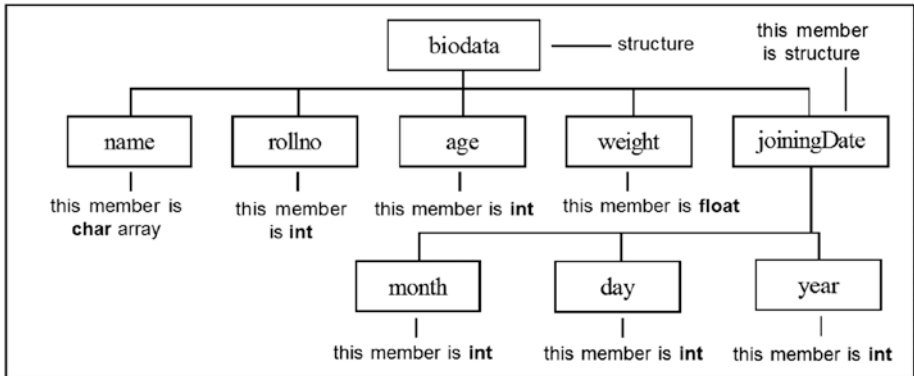 this member
is structure
biodata
structure
name
rollno
age
weight
joiningDate
this member is
char array
this member
is int
this member is int
this member is float
month
day
year
this member is int
this member is int
this member is int